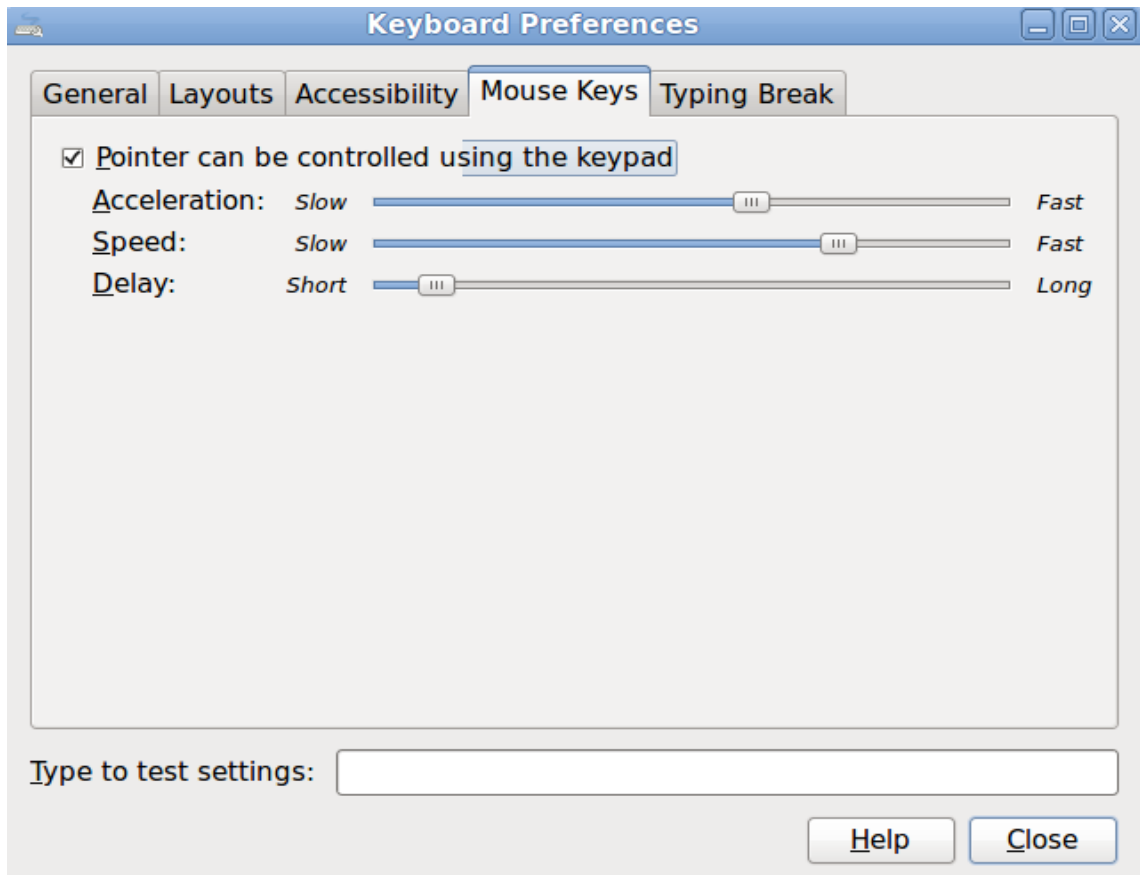 Keyboard Preferences
General Layouts Accessibility Mouse Keys Typing Break
Pointer can be controlled using the keypad
Acceleration: Slow Fast
Speed: Slow Fast
Delay: Short Long
Type to test settings:
Help Close